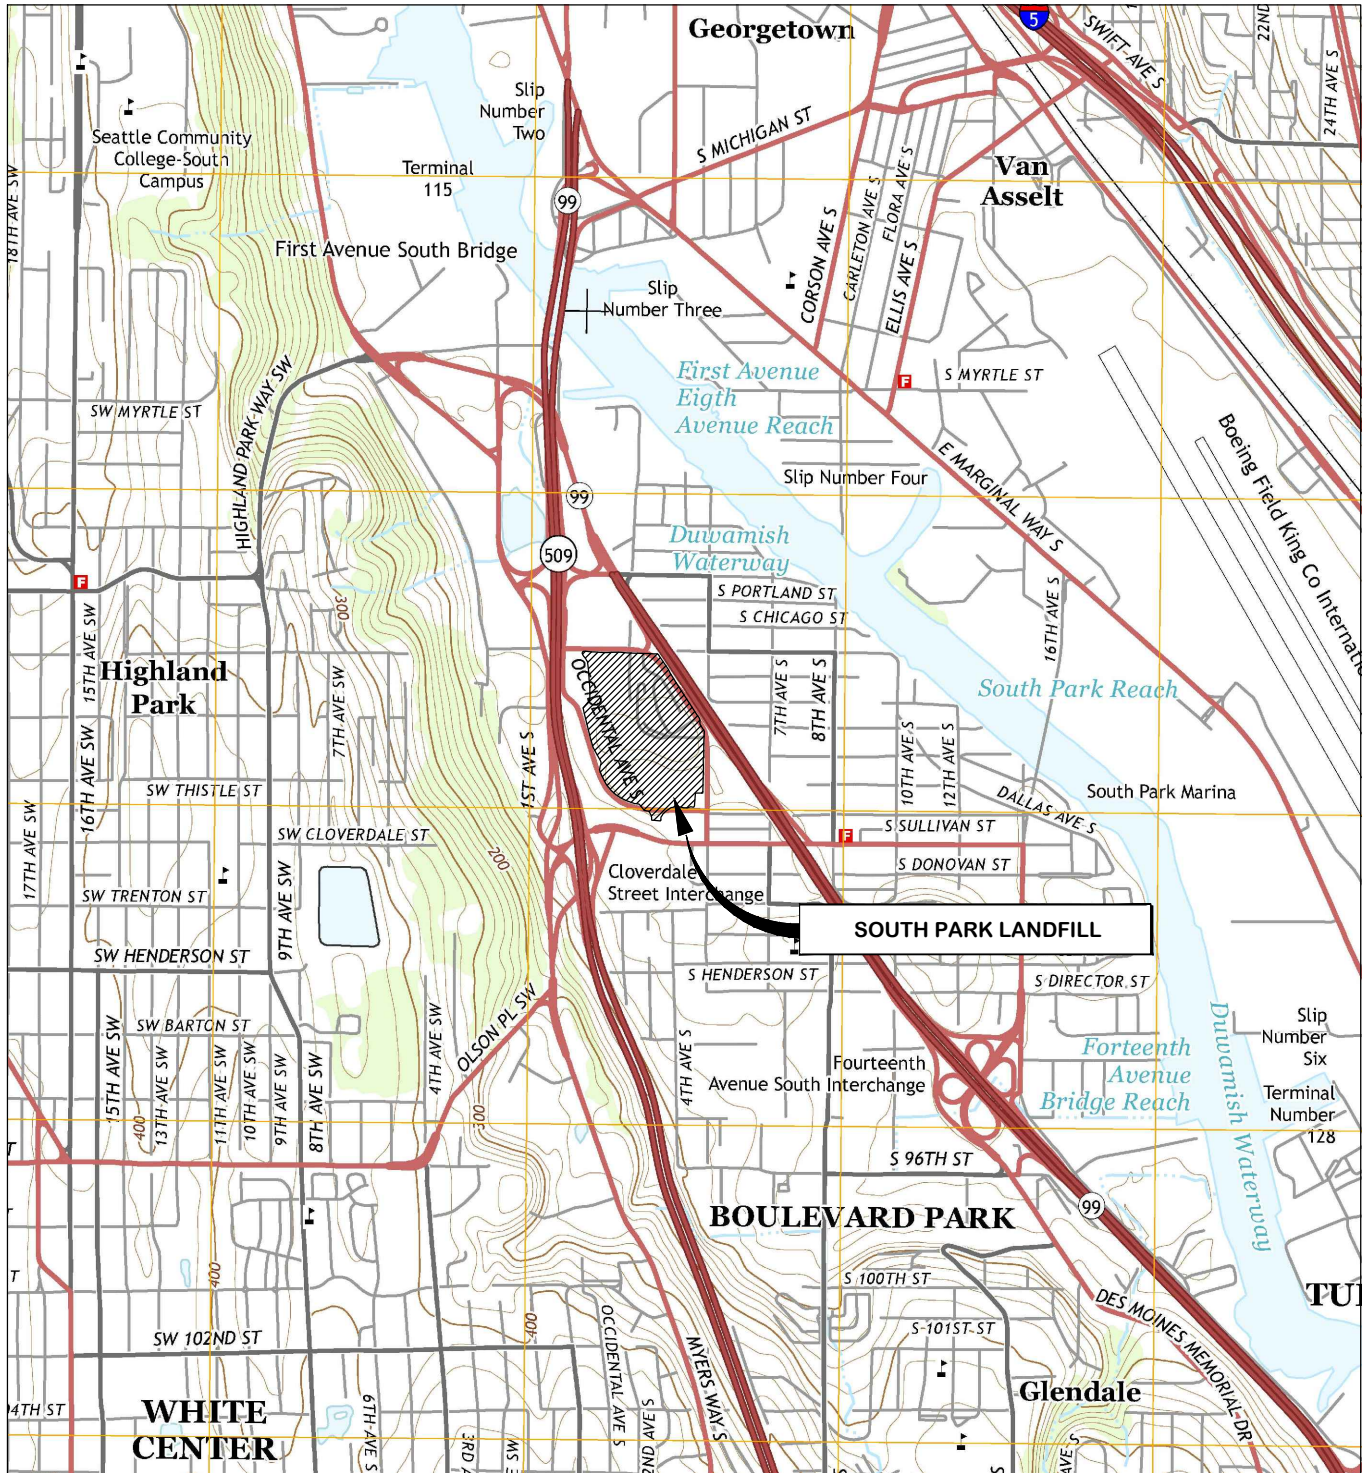 Georgetown
5
SWIFT AVE S
22ND
24TH AVE S
Slip
Number
Two
Seattle Community
College-South
Campus
Terminal
115
S MICHIGAN ST
Van
Asselt
18TH AVE SW
99
First Avenue South Bridge
CORSON AVE S
CARLETON AVE S
FLORA AVE S
ELLIS AVE S
Slip
Number Three
First Avenue
Eigth
Avenue Reach
F
S MYRTLE ST
SW MYRTLE ST
HIGHLAND PARK WAY SW
Slip Number Four
E MARGINAL WAY S
Boeing Field King Co Internatio
99
Duwamish
Waterway
509
F
S PORTLAND ST
S CHICAGO ST
16TH AVE S
300
15TH AVE SW
Highland
Park
7TH AVE SW
OCCIDENTAL AVE S
7TH AVE S
8TH AVE S
South Park Reach
16TH AVE SW
1ST AVE S
10TH AVE S
12TH AVE S
SW THISTLE ST
South Park Marina
DALLAS AVE S
17TH AVE SW
SW CLOVERDALE ST
F
S SULLIVAN ST
200
S DONOVAN ST
Cloverdale
Street Interchange
SW TRENTON ST
9TH AVE SW
SOUTH PARK LANDFILL
SW HENDERSON ST
S HENDERSON ST
S DIRECTOR ST
OLSON PL SW
4TH AVE SW
SW BARTON ST
15TH AVE SW
13TH AVE SW
11TH AVE SW
10TH AVE SW
9TH AVE SW
8TH AVE SW
400
300
4TH AVE S
Fourteenth
Avenue South Interchange
Forteenth
Avenue
Bridge Reach
Duwamish Waterway
Slip
Number
Six
Terminal
Number
128
T
S 96TH ST
99
BOULEVARD PARK
T
T
400
S 100TH ST
TU
DES MOINES MEMORIAL DR
SW 102ND ST
400
OCCIDENTAL AVE S
MYERS WAY S
S 101ST ST
Glendale
04TH ST
WHITE
CENTER
6TH AVE S
3RD A
E SW
2ND AVE S
S
S
AVE S